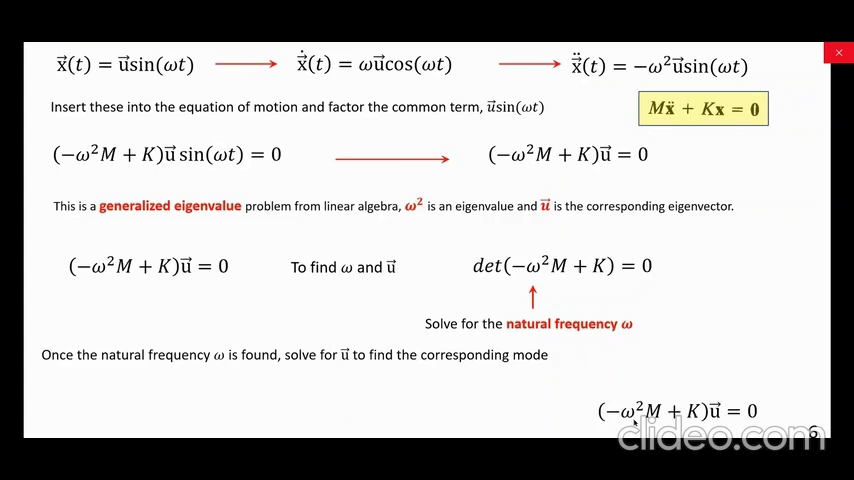 x⃗(t) = u⃗sin(ωt) ẋ⃗(t) = ωu⃗cos(ωt) ẍ⃗(t) = −ω²u⃗sin(ωt)
Insert these into the equation of motion and factor the common term, u⃗sin(ωt) Mẍ + Kx = 0
(−ω²M + K)u⃗ sin(ωt) = 0 (−ω²M + K)u⃗ = 0
This is a generalized eigenvalue problem from linear algebra, ω² is an eigenvalue and u⃗ is the corresponding eigenvector.
(−ω²M + K)u⃗ = 0 To find ω and u⃗ det(−ω²M + K) = 0
Solve for the natural frequency ω
Once the natural frequency ω is found, solve for u⃗ to find the corresponding mode
(−ω²M + K)u⃗ = 0
clideo.com
6